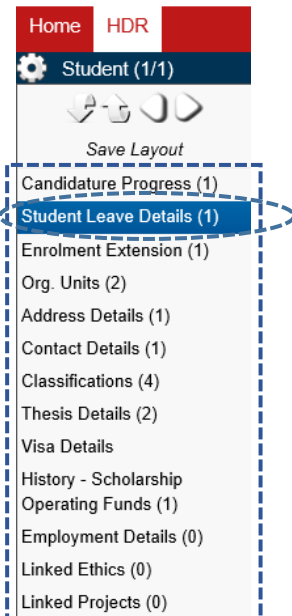 Home HDR
Student (1/1)
Save Layout
Candidature Progress (1)
Student Leave Details (1)
Enrolment Extension (1)
Org. Units (2)
Address Details (1)
Contact Details (1)
Classifications (4)
Thesis Details (2)
Visa Details
History - Scholarship
Operating Funds (1)
Employment Details (0)
Linked Ethics (0)
Linked Projects (0)